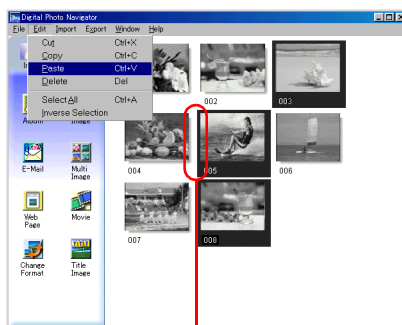 Digital Photo Navigator
File Edit Import Export Window Help
Cut Ctrl+X
Copy Ctrl+C
Paste Ctrl+V
Delete Del
Select All Ctrl+A
Inverse Selection
002
003
Album
Image
004
005
006
E-Mail
Multi
Image
Web
Page
Movie
007
008
Change
Format
Title
Image